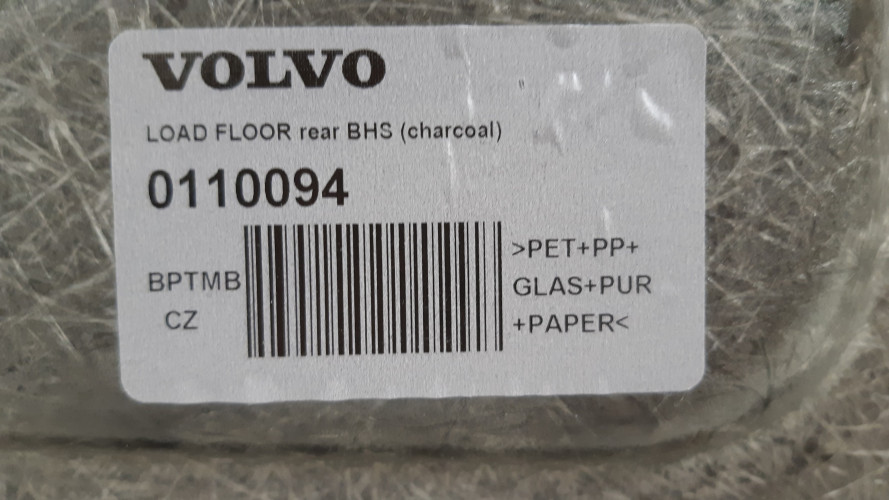 VOLVO
LOAD FLOOR rear BHS (charcoal)
0110094
BPTMB
CZ
>PET+PP+
GLAS+PUR
+PAPER<